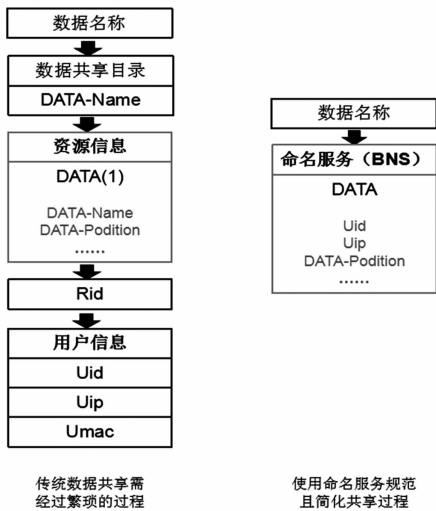 数据名称
数据共享目录
DATA-Name
资源信息
DATA(1)
DATA-Name
DATA-Podition
......
Rid
用户信息
Uid
Uip
Umac
传统数据共享需
经过繁琐的过程
数据名称
命名服务（BNS）
DATA
Uid
Uip
DATA-Podition
......
使用命名服务规范
且简化共享过程